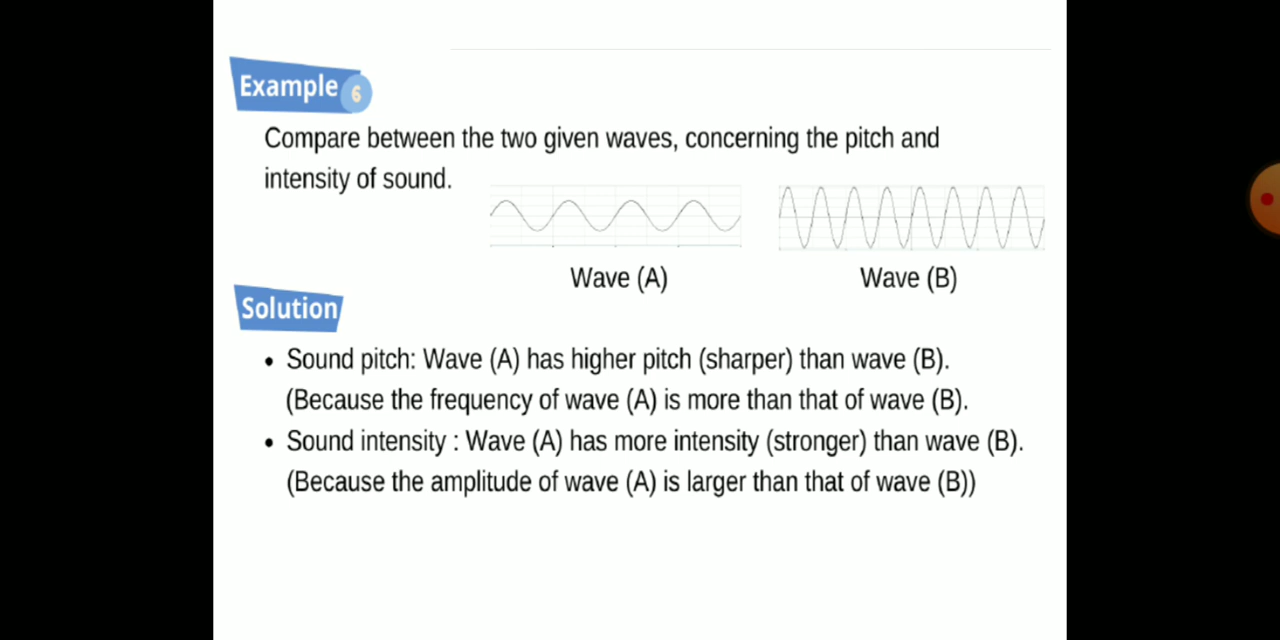 Example 6
Compare between the two given waves, concerning the pitch and
intensity of sound.
Wave (A)
Wave (B)
Solution
• Sound pitch: Wave (A) has higher pitch (sharper) than wave (B).
(Because the frequency of wave (A) is more than that of wave (B).
• Sound intensity : Wave (A) has more intensity (stronger) than wave (B).
(Because the amplitude of wave (A) is larger than that of wave (B))